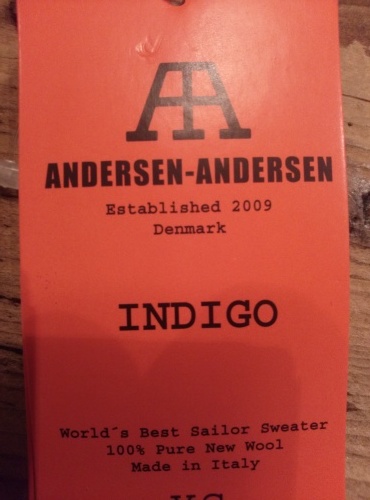 ANDERSEN-ANDERSEN
Established 2009
Denmark
INDIGO
World´s Best Sailor Sweater
100% Pure New Wool
Made in Italy